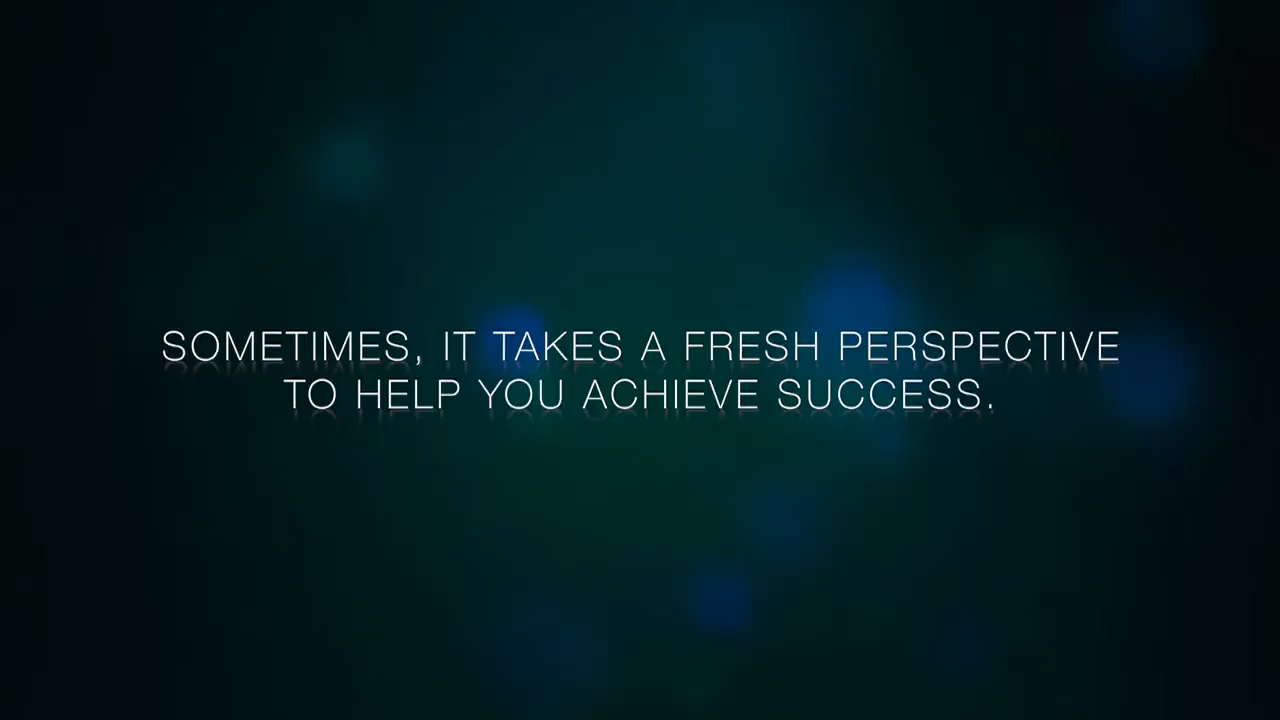 SOMETIMES, IT TAKES A FRESH PERSPECTIVE
TO HELP YOU ACHIEVE SUCCESS.